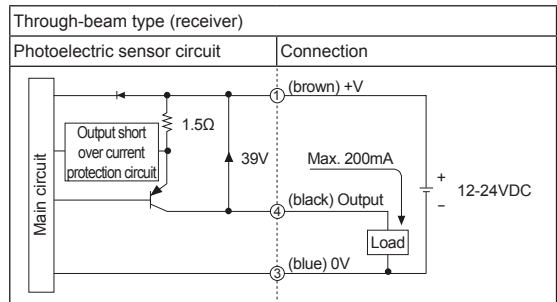 Through-beam type (receiver)
Photoelectric sensor circuit
Connection
① (brown) +V
1.5Ω
Output short
over current
protection circuit
39V
Max. 200mA
+
12-24VDC
−
Main circuit
④ (black) Output
Load
③ (blue) 0V